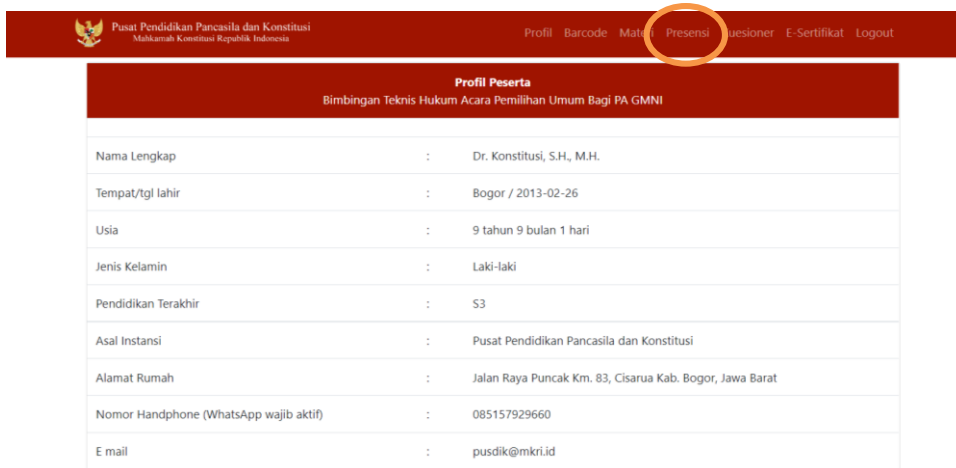 Pusat Pendidikan Pancasila dan Konstitusi
Mahkamah Konstitusi Republik Indonesia
Profil Barcode Materi Presensi Kuesioner E-Sertifikat Logout
Profil Peserta
Bimbingan Teknis Hukum Acara Pemilihan Umum Bagi PA GMNI
Nama Lengkap : Dr. Konstitusi, S.H., M.H.
Tempat/tgl lahir : Bogor / 2013-02-26
Usia : 9 tahun 9 bulan 1 hari
Jenis Kelamin : Laki-laki
Pendidikan Terakhir : S3
Asal Instansi : Pusat Pendidikan Pancasila dan Konstitusi
Alamat Rumah : Jalan Raya Puncak Km. 83, Cisarua Kab. Bogor, Jawa Barat
Nomor Handphone (WhatsApp wajib aktif) : 085157929660
E mail : pusdik@mkri.id